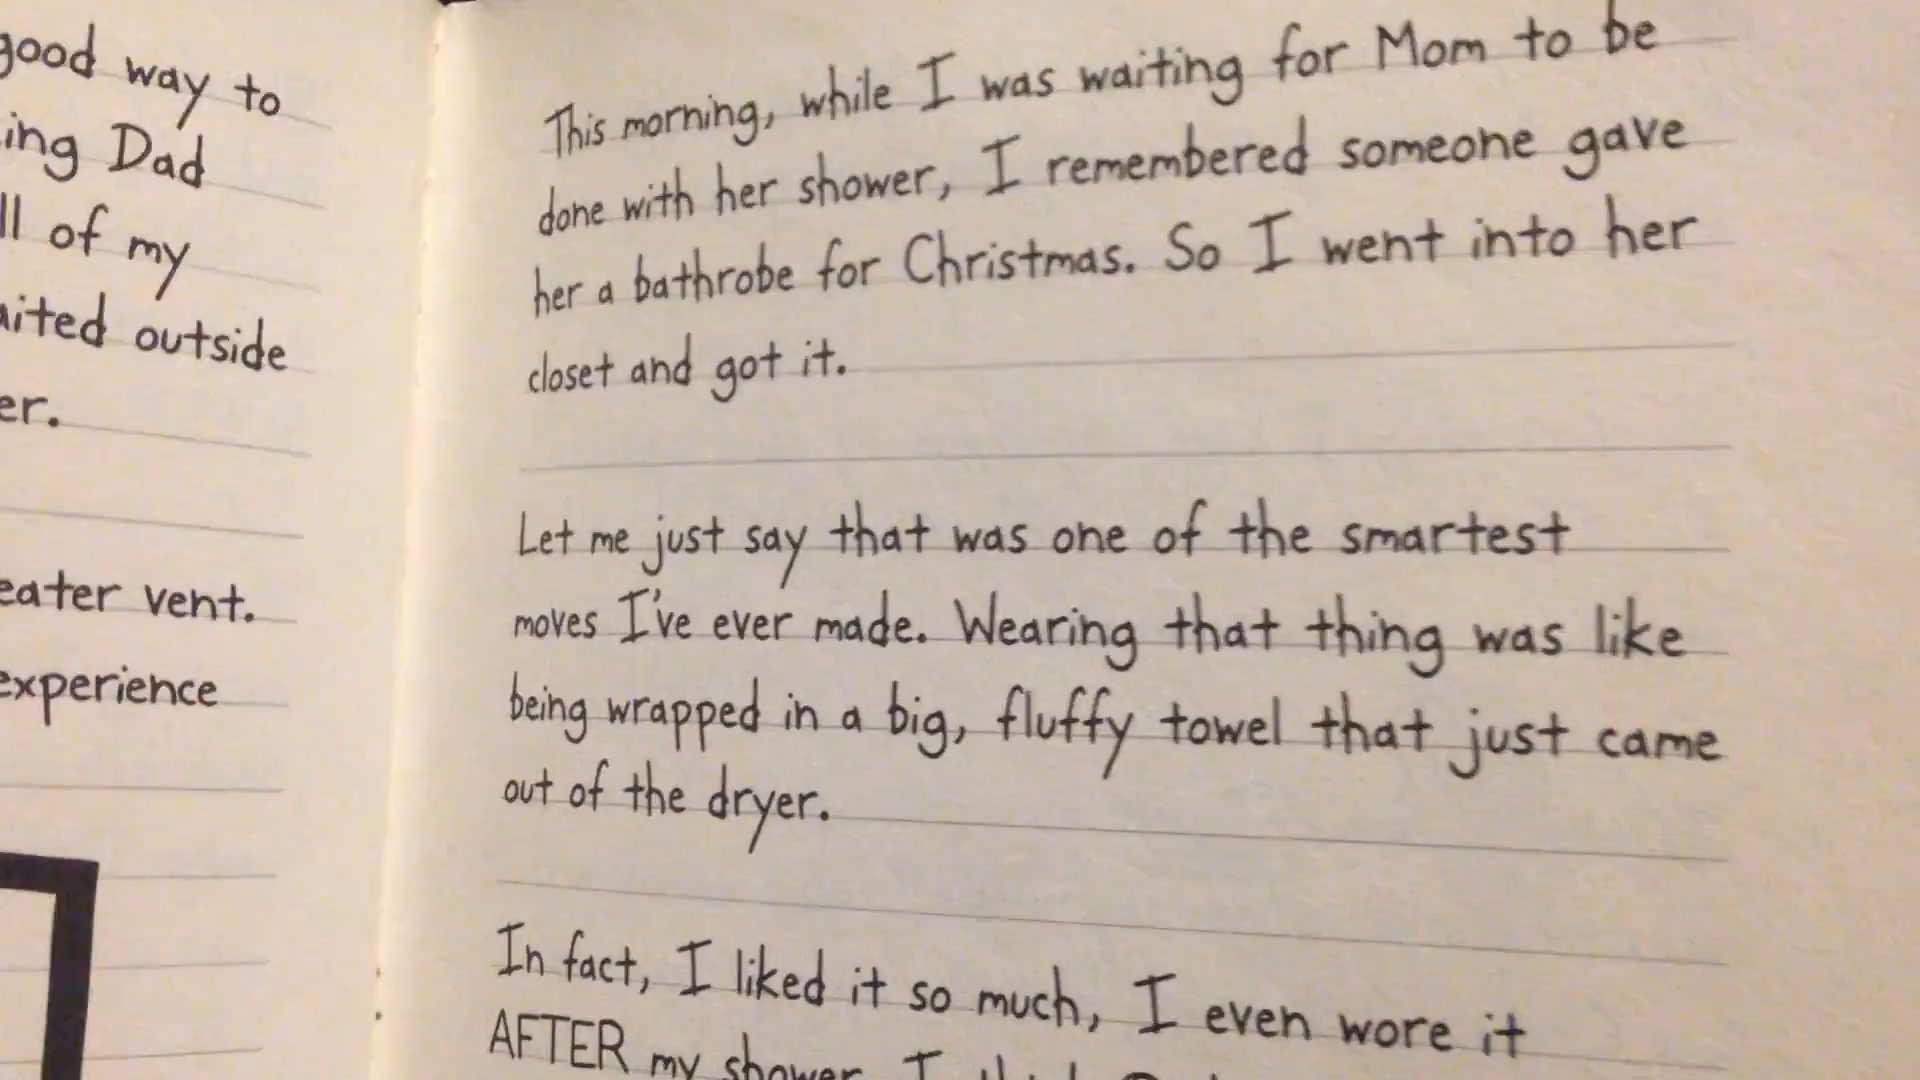 good way to
ing Dad
ll of my
aited outside
er.
eater vent.
experience
This morning, while I was waiting for Mom to be
done with her shower, I remembered someone gave
her a bathrobe for Christmas. So I went into her
closet and got it.
Let me just say that was one of the smartest
moves I've ever made. Wearing that thing was like
being wrapped in a big, fluffy towel that just came
out of the dryer.
In fact, I liked it so much, I even wore it
AFTER my shower. I